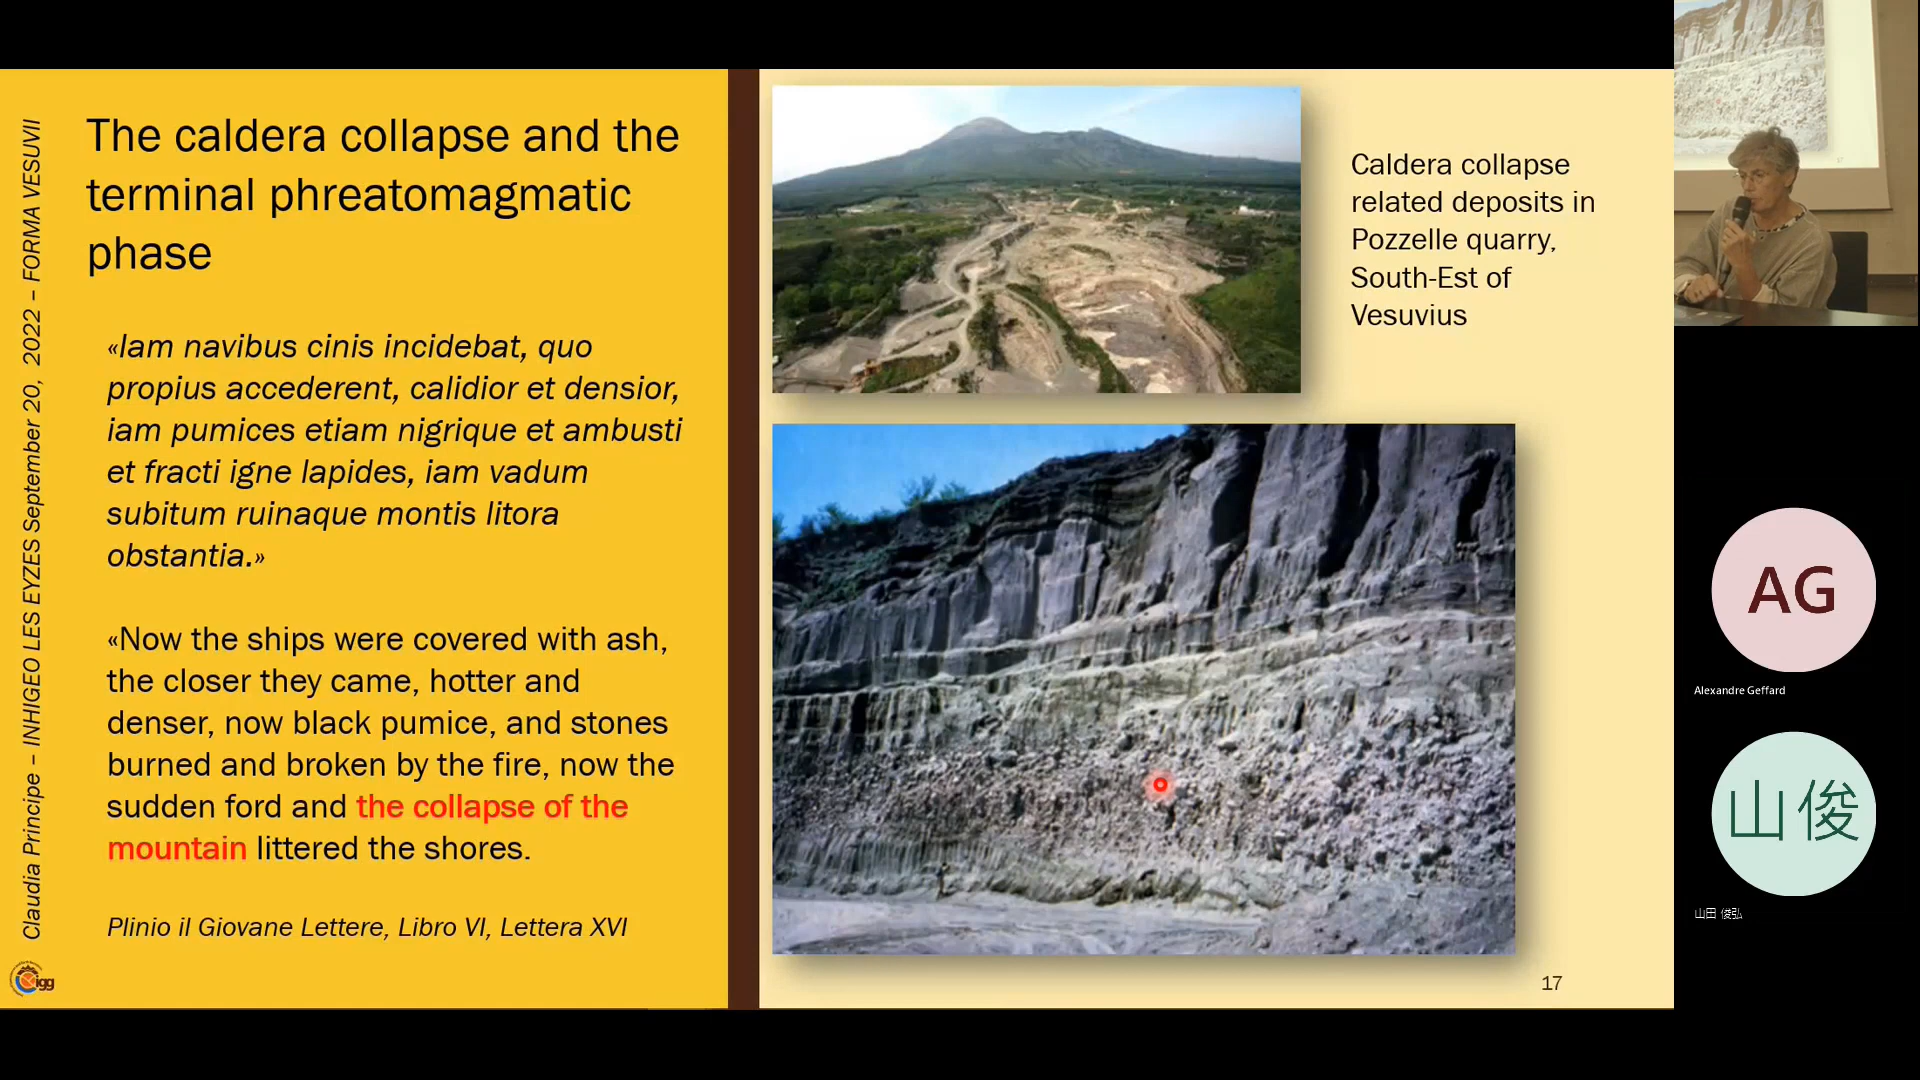 Claudia Principe – INHIGEO LES EYZES September 20, 2022 – FORMA VESUVII
The caldera collapse and the
terminal phreatomagmatic
phase
«Iam navibus cinis incidebat, quo
propius accederent, calidior et densior,
iam pumices etiam nigrique et ambusti
et fracti igne lapides, iam vadum
subitum ruinaque montis litora
obstantia.»
«Now the ships were covered with ash,
the closer they came, hotter and
denser, now black pumice, and stones
burned and broken by the fire, now the
sudden ford and the collapse of the
mountain littered the shores.
Plinio il Giovane Lettere, Libro VI, Lettera XVI
igg
Caldera collapse
related deposits in
Pozzelle quarry,
South-Est of
Vesuvius
17
AG
Alexandre Geffard
山俊
山田 俊弘